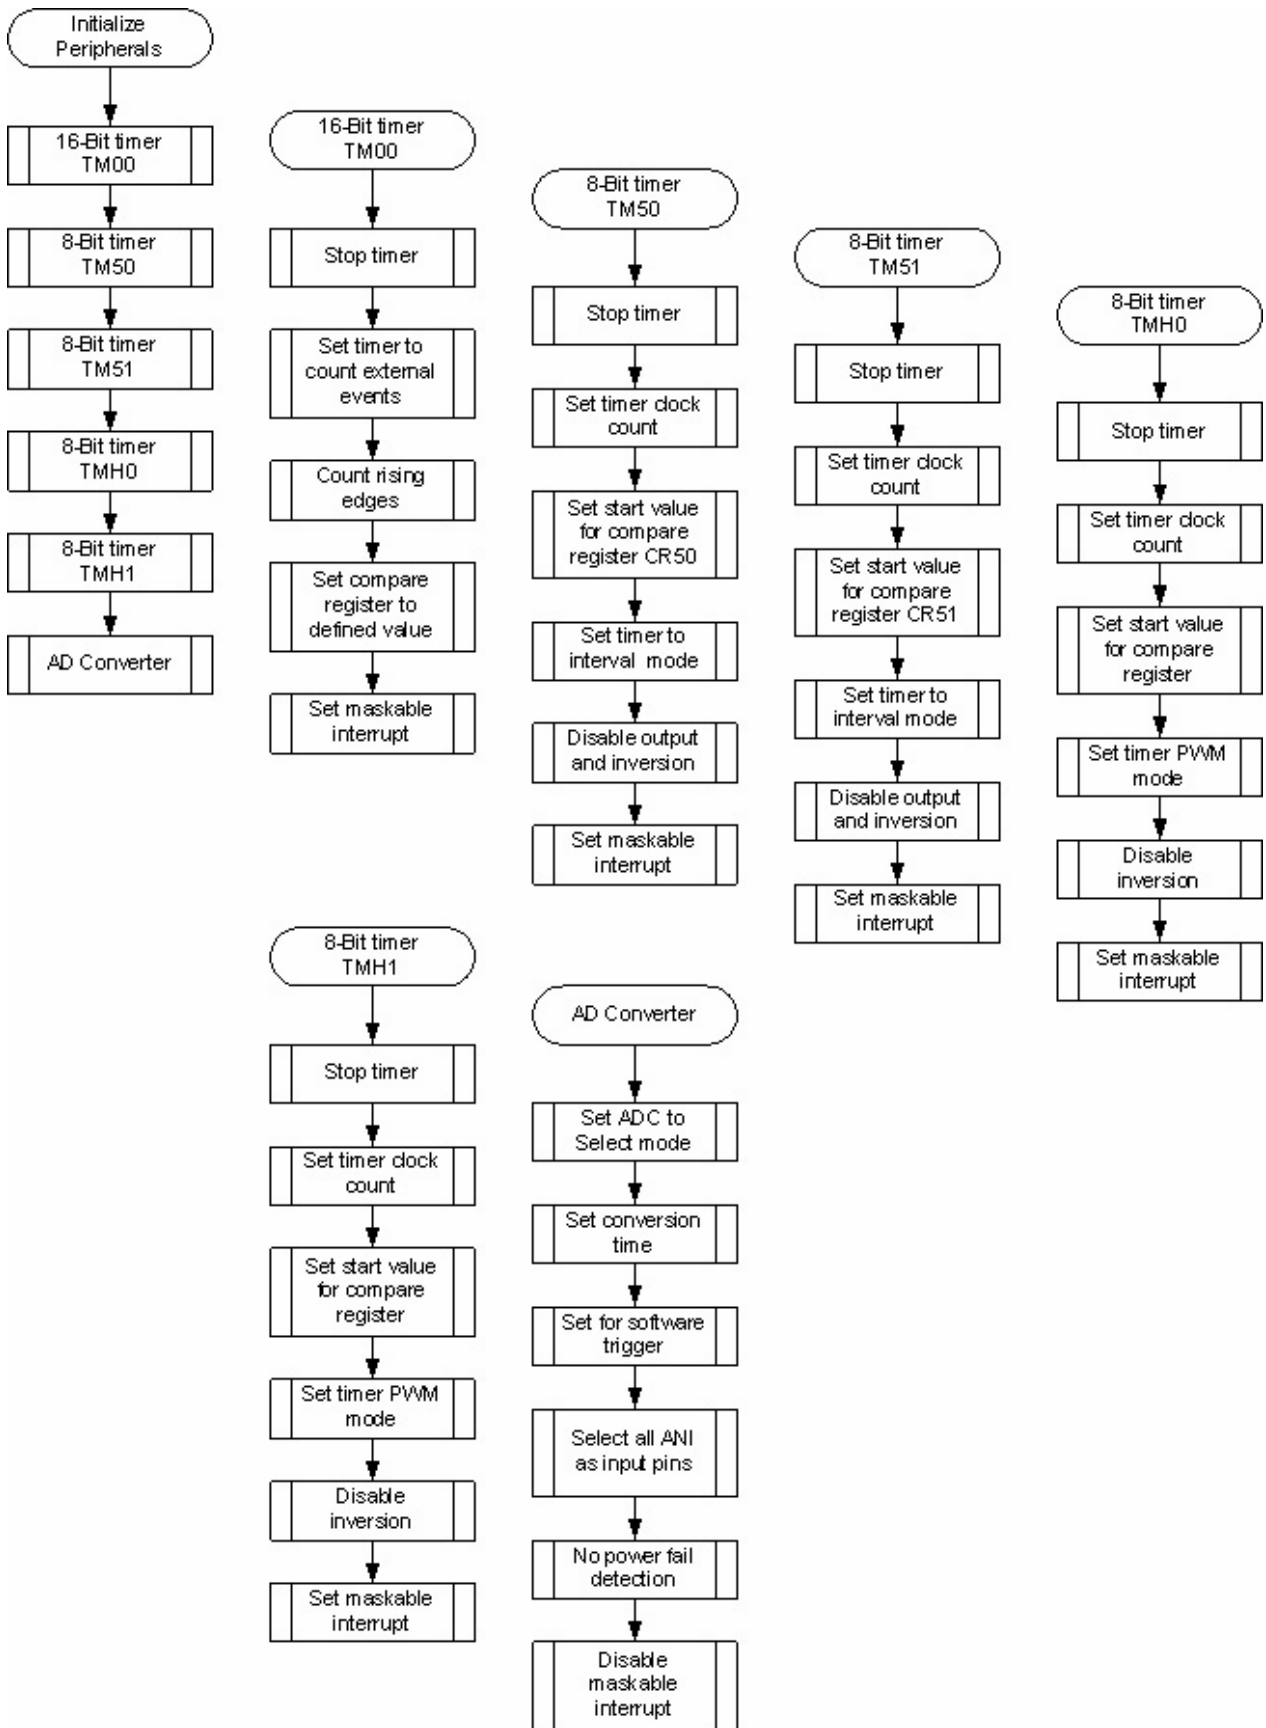 Initialize
Peripherals
16-Bit timer
TM00
8-Bit timer
TM50
8-Bit timer
TM51
8-Bit timer
TMH0
8-Bit timer
TMH1
AD Converter
16-Bit timer
TM00
Stop timer
Set timer to
count external
events
Count rising
edges
Set compare
register to
defined value
Set maskable
interrupt
8-Bit timer
TM50
Stop timer
Set timer clock
count
Set start value
for compare
register CR50
Set timer to
interval mode
Disable output
and inversion
Set maskable
interrupt
8-Bit timer
TM51
Stop timer
Set timer clock
count
Set start value
for compare
register CR51
Set timer to
interval mode
Disable output
and inversion
Set maskable
interrupt
8-Bit timer
TMH0
Stop timer
Set timer clock
count
Set start value
for compare
register
Set timer PWM
mode
Disable
inversion
Set maskable
interrupt
8-Bit timer
TMH1
Stop timer
Set timer clock
count
Set start value
for compare
register
Set timer PWM
mode
Disable
inversion
Set maskable
interrupt
AD Converter
Set ADC to
Select mode
Set conversion
time
Set for software
trigger
Select all ANI
as input pins
No power fail
detection
Disable
maskable
interrupt